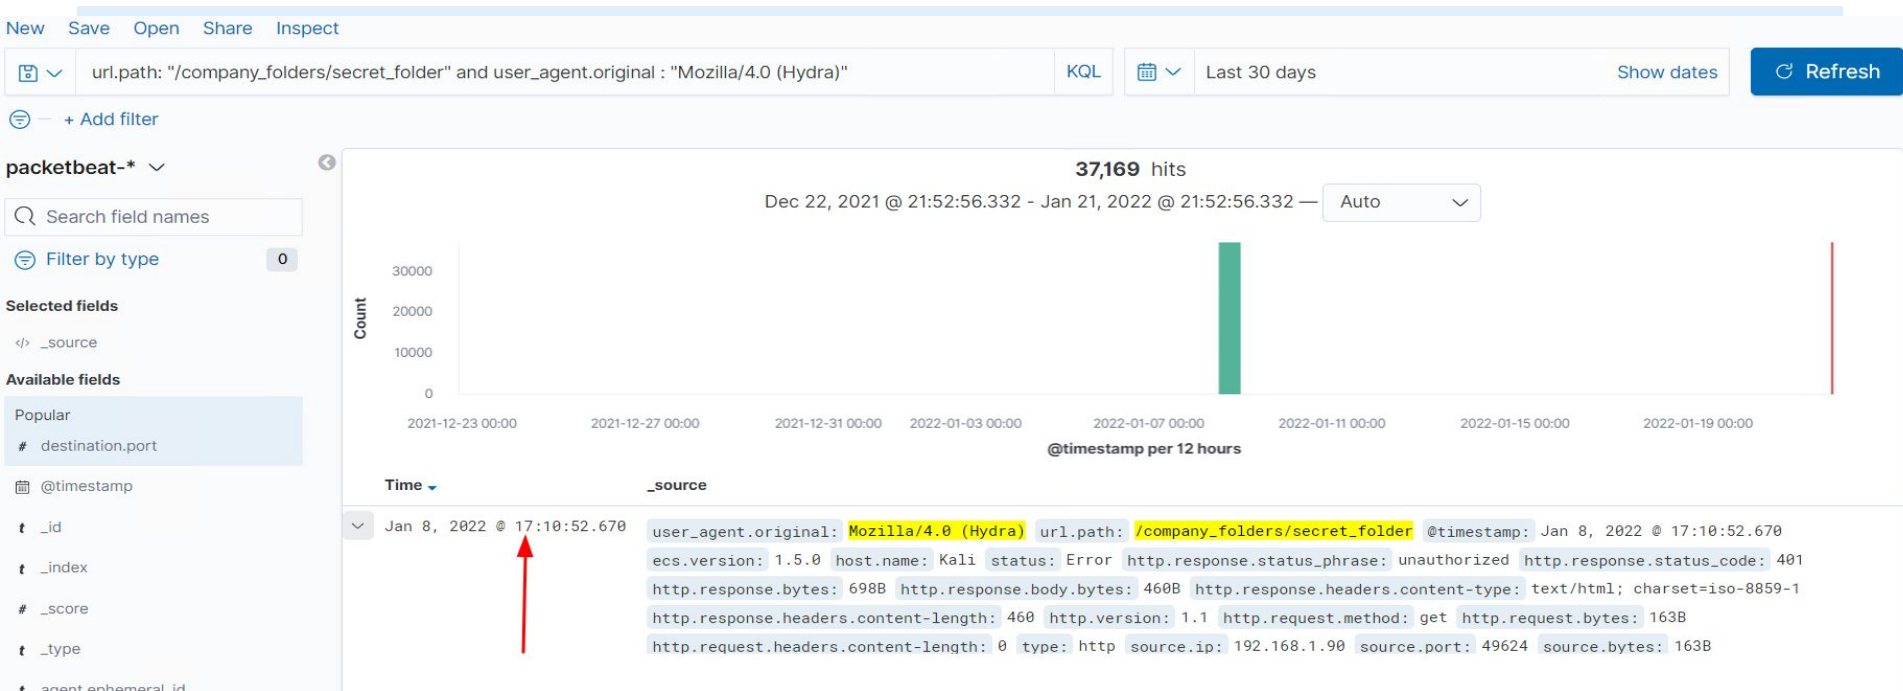 New Save Open Share Inspect
url.path: "/company_folders/secret_folder" and user_agent.original : "Mozilla/4.0 (Hydra)" KQL Last 30 days Show dates Refresh
+ Add filter
packetbeat-*
Search field names
Filter by type 0
Selected fields
</> _source
Available fields
Popular
# destination.port
@timestamp
t _id
t _index
# _score
t _type
t agent.ephemeral_id
37,169 hits
Dec 22, 2021 @ 21:52:56.332 - Jan 21, 2022 @ 21:52:56.332 — Auto
Count
30000
20000
10000
0
2021-12-23 00:00 2021-12-27 00:00 2021-12-31 00:00 2022-01-03 00:00 2022-01-07 00:00 2022-01-11 00:00 2022-01-15 00:00 2022-01-19 00:00
@timestamp per 12 hours
Time _source
Jan 8, 2022 @ 17:10:52.670 user_agent.original: Mozilla/4.0 (Hydra) url.path: /company_folders/secret_folder @timestamp: Jan 8, 2022 @ 17:10:52.670
ecs.version: 1.5.0 host.name: Kali status: Error http.response.status_phrase: unauthorized http.response.status_code: 401
http.response.bytes: 698B http.response.body.bytes: 460B http.response.headers.content-type: text/html; charset=iso-8859-1
http.response.headers.content-length: 460 http.version: 1.1 http.request.method: get http.request.bytes: 163B
http.request.headers.content-length: 0 type: http source.ip: 192.168.1.90 source.port: 49624 source.bytes: 163B